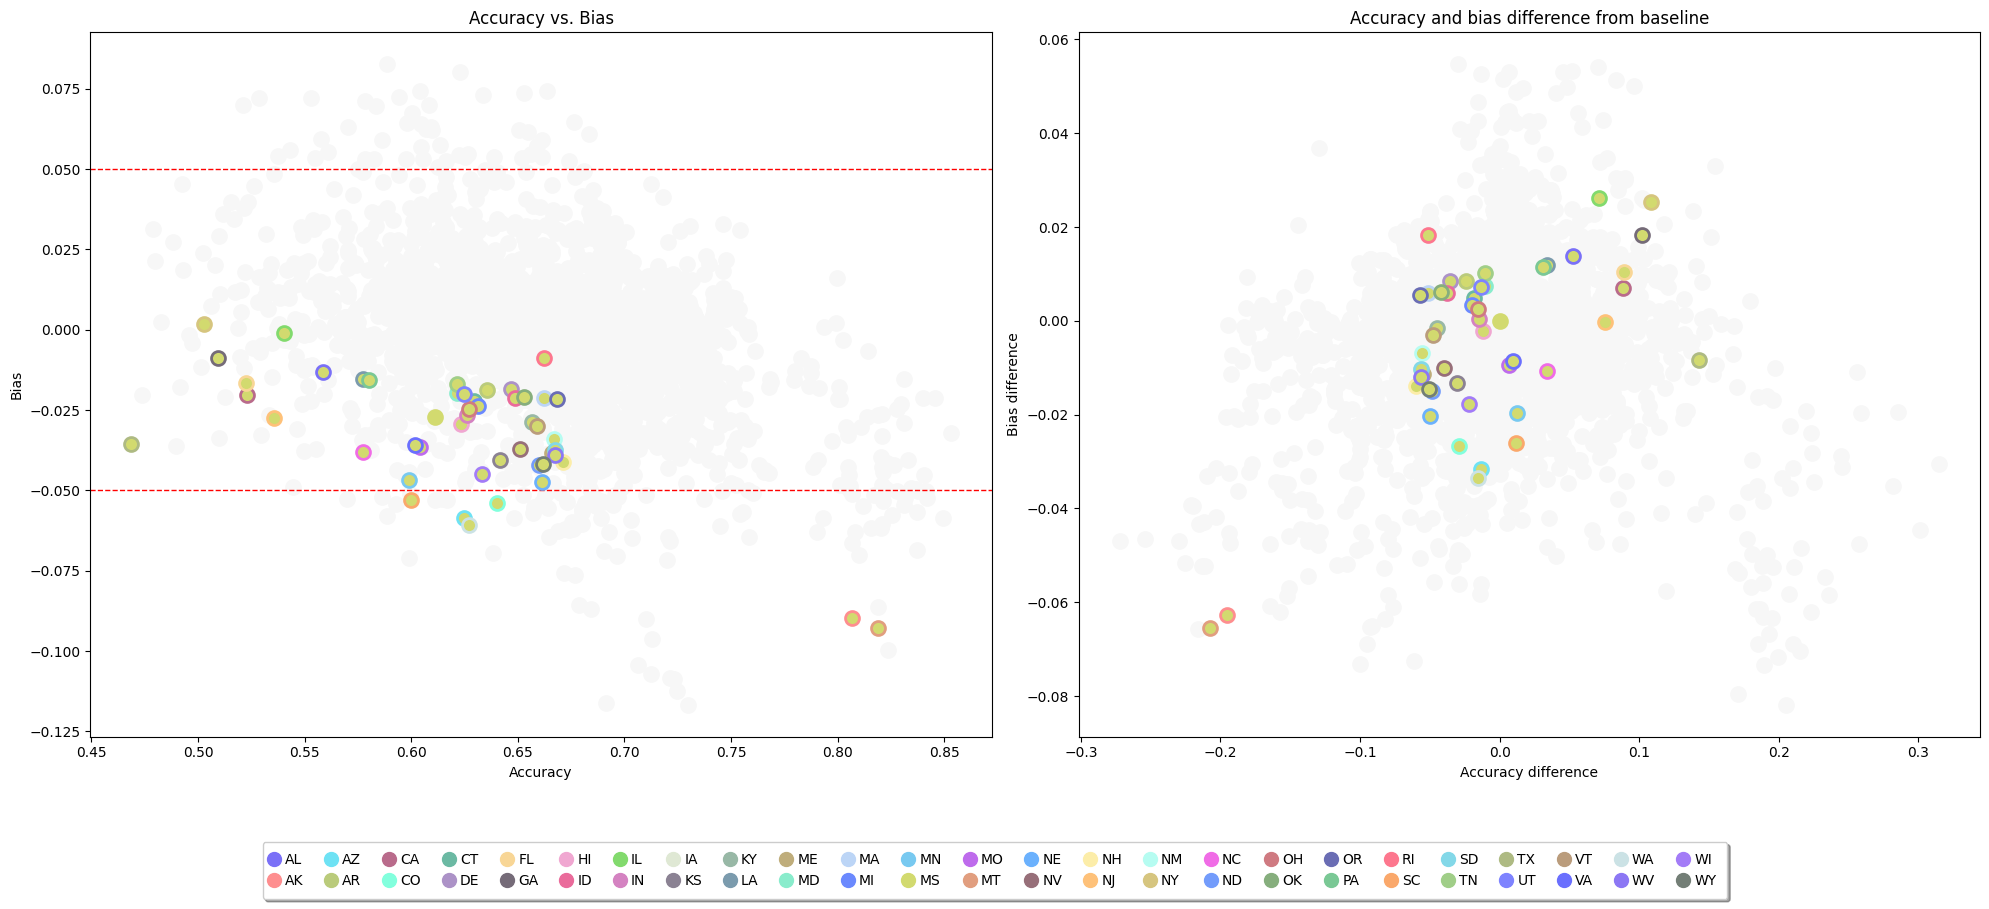 Accuracy vs. Bias
Accuracy and bias difference from baseline
Bias
0.075
0.050
0.025
0.000
−0.025
−0.050
−0.075
−0.100
−0.125
0.45 0.50 0.55 0.60 0.65 0.70 0.75 0.80 0.85
Accuracy
Bias difference
0.06
0.04
0.02
0.00
−0.02
−0.04
−0.06
−0.08
−0.3 −0.2 −0.1 0.0 0.1 0.2 0.3
Accuracy difference
AL AZ CA CT FL HI IL IA KY ME MA MN MO NE NH NM NC OH OR RI SD TX VT WA WI
AK AR CO DE GA ID IN KS LA MD MI MS MT NV NJ NY ND OK PA SC TN UT VA WV WY